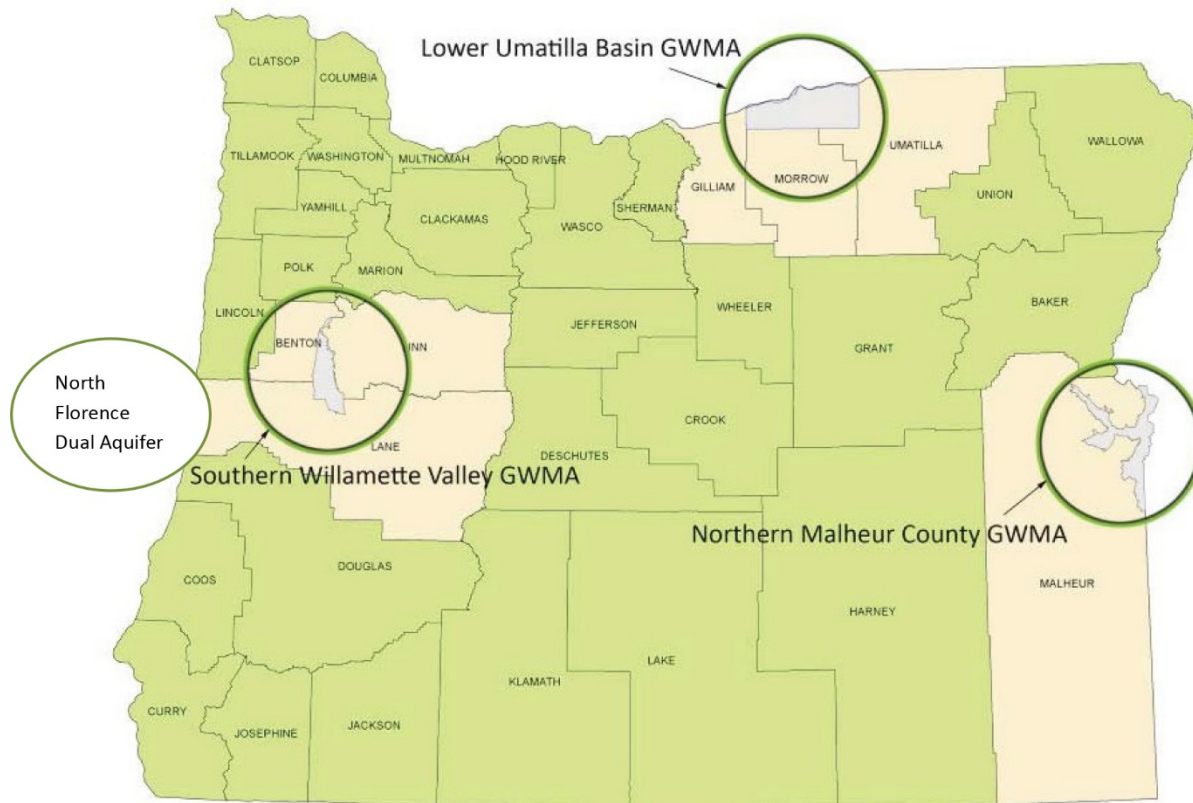 Lower Umatilla Basin GWMA
CLATSOP
COLUMBIA
TILLAMOOK
WASHINGTON
MULTNOMAH
HOOD RIVER
WALLOWA
UMATILLA
YAMHILL
CLACKAMAS
WASCO
SHERMAN
GILLIAM
MORROW
UNION
POLK
MARION
LINCOLN
BENTON
INN
JEFFERSON
WHEELER
GRANT
BAKER
North
Florence
Dual Aquifer
LANE
CROOK
DESCHUTES
Southern Willamette Valley GWMA
Northern Malheur County GWMA
COOS
DOUGLAS
HARNEY
MALHEUR
CURRY
JOSEPHINE
JACKSON
KLAMATH
LAKE